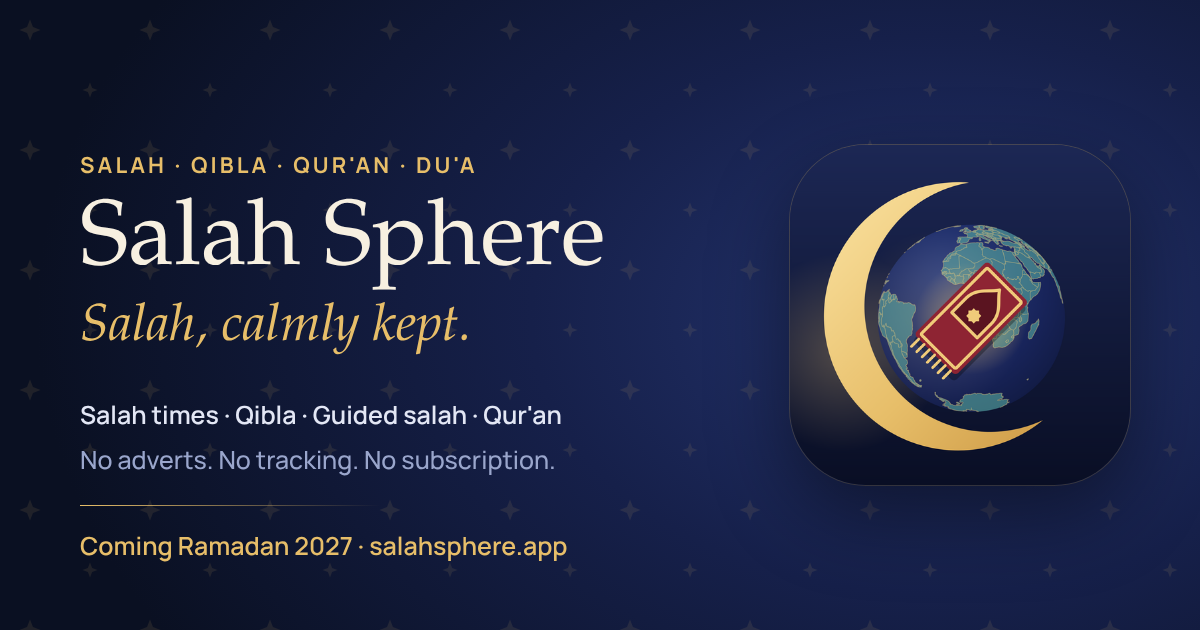 SALAH · QIBLA · QUR'AN · DU'A
Salah Sphere
Salah, calmly kept.
Salah times · Qibla · Guided salah · Qur'an
No adverts. No tracking. No subscription.
Coming Ramadan 2027 · salahsphere.app